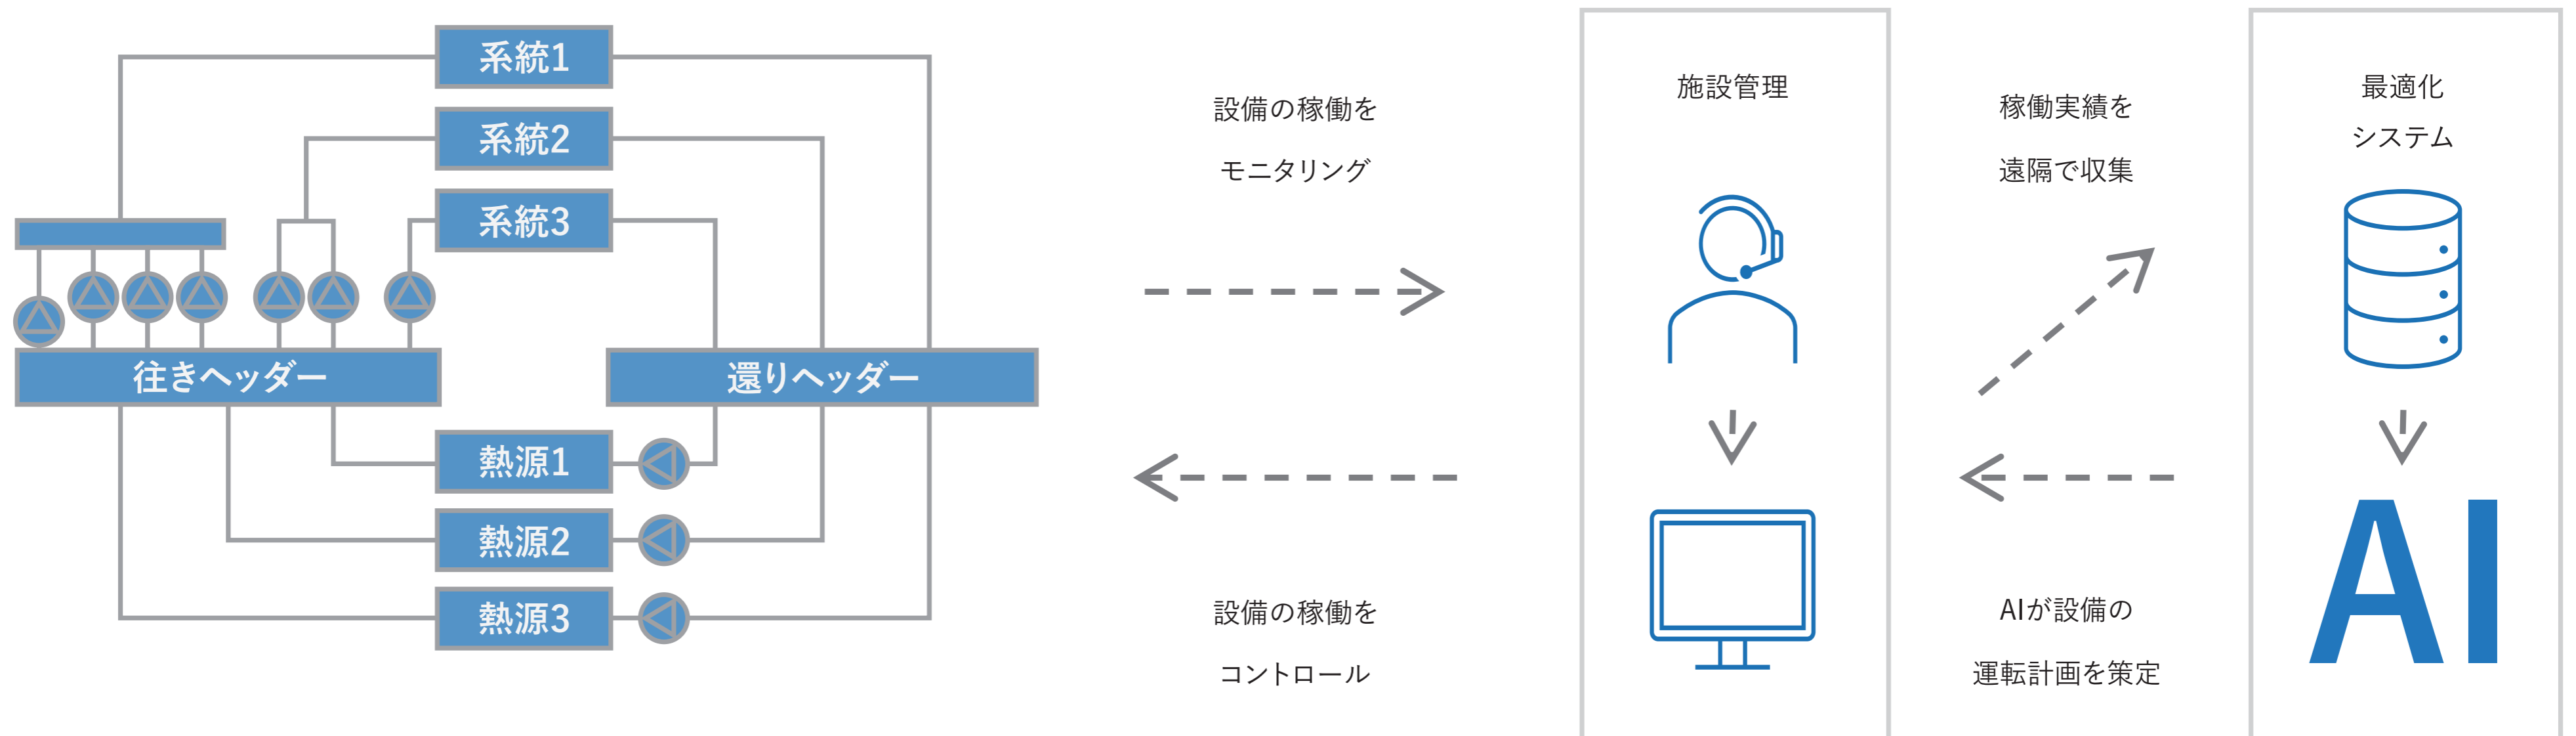 系統1
系統2
系統3
往きヘッダー
還りヘッダー
熱源1
熱源2
熱源3
設備の稼働を
モニタリング
設備の稼働を
コントロール
施設管理
稼働実績を
遠隔で収集
AIが設備の
運転計画を策定
最適化
システム
AI